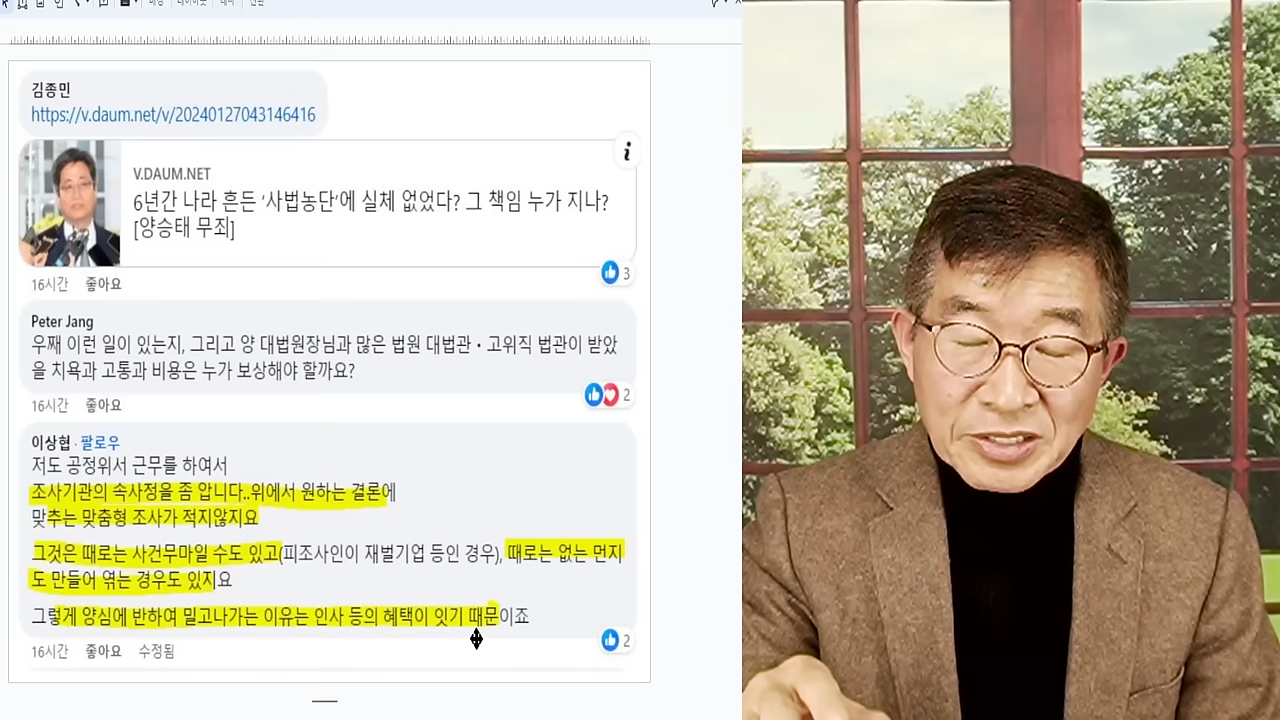 김종민
https://v.daum.net/v/20240127043146416
V.DAUM.NET
6년간 나라 흔든 '사법농단'에 실체 없었다? 그 책임 누가 지나?
[양승태 무죄]
16시간 좋아요
3
Peter Jang
우째 이런 일이 있는지, 그리고 양 대법원장님과 많은 법원 대법관·고위직 법관이 받았
을 치욕과 고통과 비용은 누가 보상해야 할까요?
16시간 좋아요
2
이상협 · 팔로우
저도 공정위서 근무를 하여서
조사기관의 속사정을 좀 압니다..위에서 원하는 결론에
맞추는 맞춤형 조사가 적지않지요
그것은 때로는 사건무마일 수도 있고(피조사인이 재벌기업 등인 경우), 때로는 없는 먼지
도 만들어 엮는 경우도 있지요
그렇게 양심에 반하여 밀고나가는 이유는 인사 등의 혜택이 잇기 때문이죠
16시간 좋아요 수정됨
2